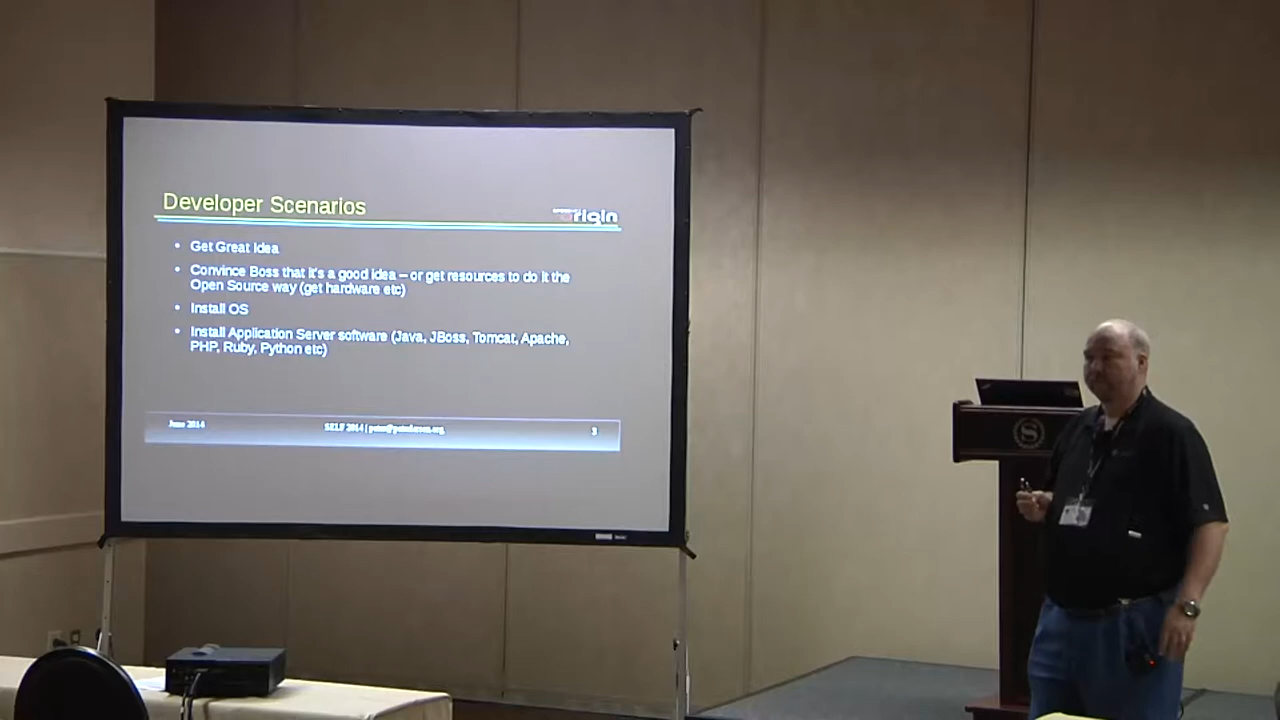 Developer Scenarios
origin
• Get Great Idea
• Convince Boss that it's a good idea – or get resources to do it the
Open Source way (get hardware etc)
• Install OS
• Install Application Server software (Java, JBoss, Tomcat, Apache,
PHP, Ruby, Python etc)
June 2014
SELF 2014 |
3
S